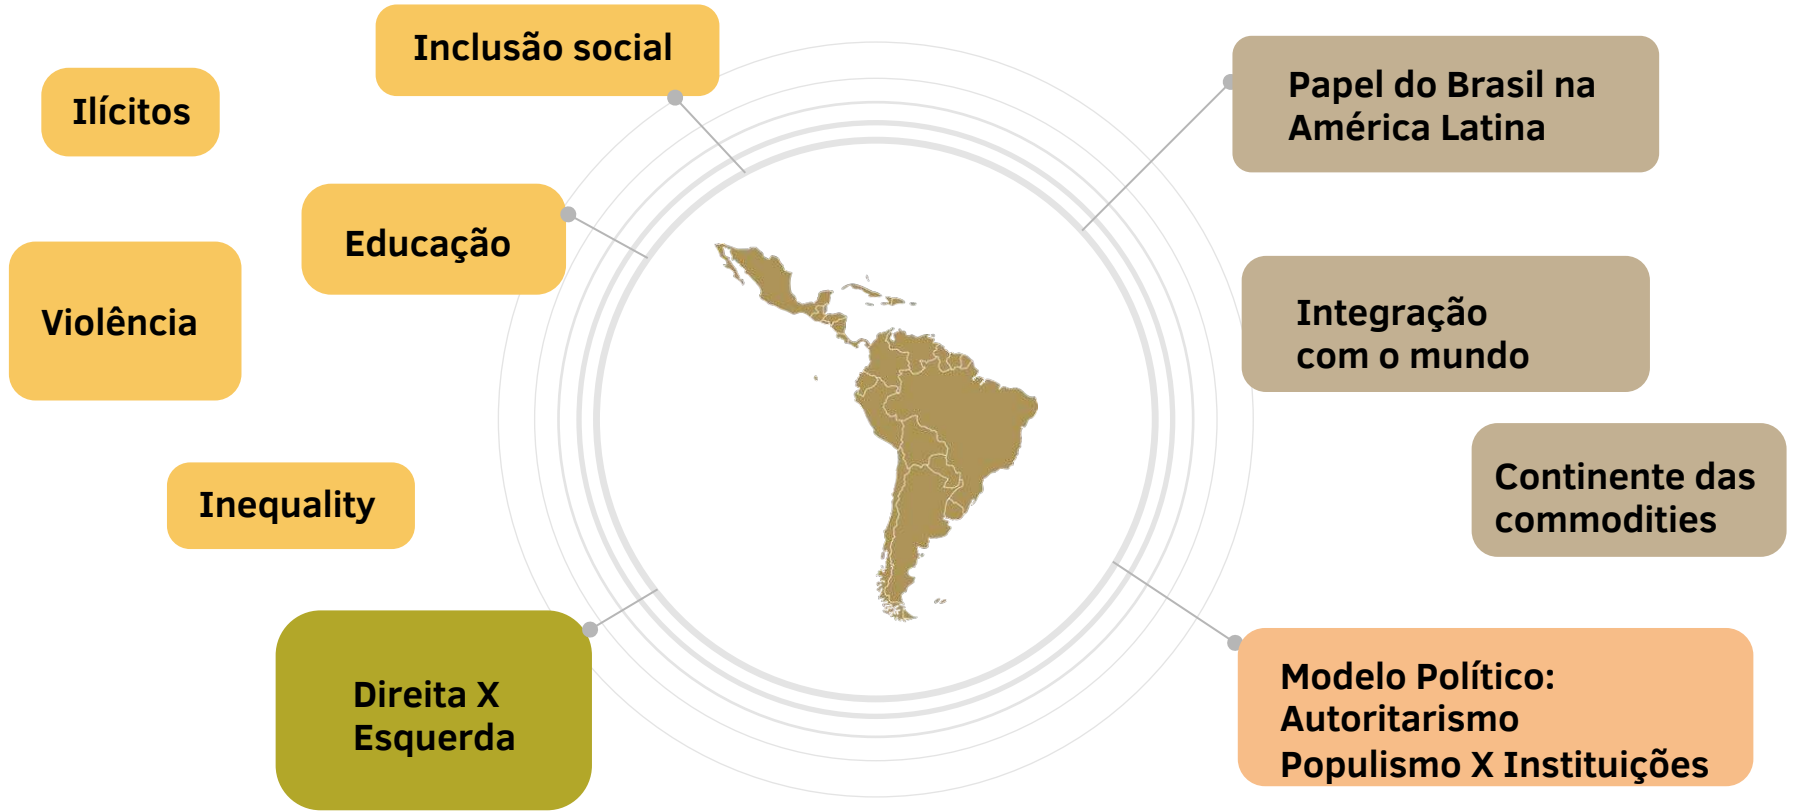 Inclusão social
Ilícitos
Educação
Violência
Inequality
Direita X
Esquerda
Papel do Brasil na
América Latina
Integração
com o mundo
Continente das
commodities
Modelo Político:
Autoritarismo
Populismo X Instituições